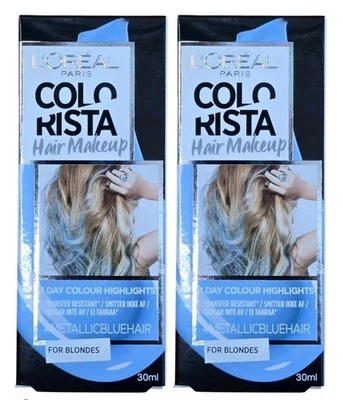 L'ORÉAL
PARIS
COLO
RISTA
Hair Makeup
1 DAY COLOUR HIGHLIGHTS
TRANSFER RESISTANT* / SMITTER IKKE AF /
FÄRGAR INTE AV / EI TAHRAA*
#METALLICBLUEHAIR
FOR BLONDES
30ml
L'ORÉAL
PARIS
COLO
RISTA
Hair Makeup
1 DAY COLOUR HIGHLIGHTS
TRANSFER RESISTANT* / SMITTER IKKE AF /
FÄRGAR INTE AV / EI TAHRAA*
#METALLICBLUEHAIR
FOR BLONDES
30ml